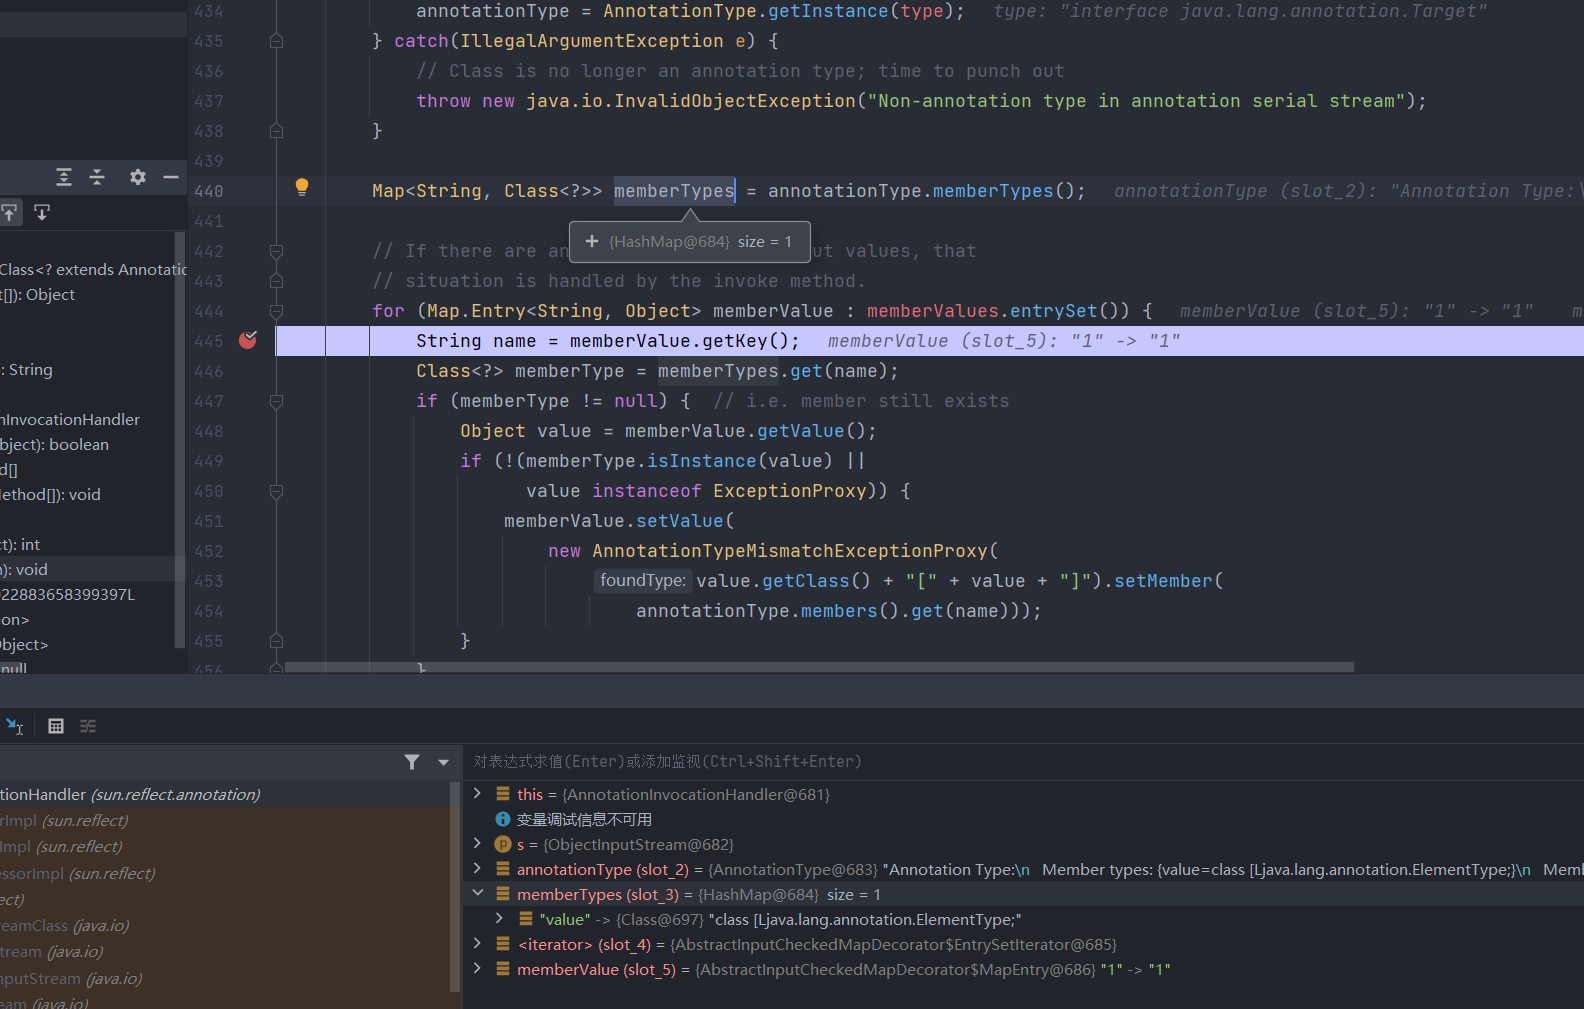 434 annotationType = AnnotationType.getInstance(type); type: "interface java.lang.annotation.Target"
435 } catch(IllegalArgumentException e) {
436 // Class is no longer an annotation type; time to punch out
437 throw new java.io.InvalidObjectException("Non-annotation type in annotation serial stream");
438 }
439
440 Map<String, Class<?>> memberTypes = annotationType.memberTypes(); annotationType (slot_2): "Annotation Type:\
441
+ {HashMap@684} size = 1
442 // If there are an ut values, that
443 // situation is handled by the invoke method.
444 for (Map.Entry<String, Object> memberValue : memberValues.entrySet()) { memberValue (slot_5): "1" -> "1" m
445 String name = memberValue.getKey(); memberValue (slot_5): "1" -> "1"
446 Class<?> memberType = memberTypes.get(name);
447 if (memberType != null) { // i.e. member still exists
448 Object value = memberValue.getValue();
449 if (!(memberType.isInstance(value) ||
450 value instanceof ExceptionProxy)) {
451 memberValue.setValue(
452 new AnnotationTypeMismatchExceptionProxy(
453 foundType: value.getClass() + "[" + value + "]").setMember(
454 annotationType.members().get(name)));
455 }
456 }
Class<? extends Annotatic
t[]): Object
: String
nInvocationHandler
bject): boolean
d[]
Method[]): void
ct): int
n): void
022883658399397L
on>
Object>
null
tionHandler (sun.reflect.annotation)
rImpl (sun.reflect)
Impl (sun.reflect)
essorImpl (sun.reflect)
ect)
reamClass (java.io)
tream (java.io)
nputStream (java.io)
eam (java.io)
对表达式求值(Enter)或添加监视(Ctrl+Shift+Enter)
this = {AnnotationInvocationHandler@681}
变量调试信息不可用
p s = {ObjectInputStream@682}
annotationType (slot_2) = {AnnotationType@683} "Annotation Type:\n Member types: {value=class [Ljava.lang.annotation.ElementType;}\n Memb
memberTypes (slot_3) = {HashMap@684} size = 1
"value" -> {Class@697} "class [Ljava.lang.annotation.ElementType;"
<iterator> (slot_4) = {AbstractInputCheckedMapDecorator$EntrySetIterator@685}
memberValue (slot_5) = {AbstractInputCheckedMapDecorator$MapEntry@686} "1" -> "1"